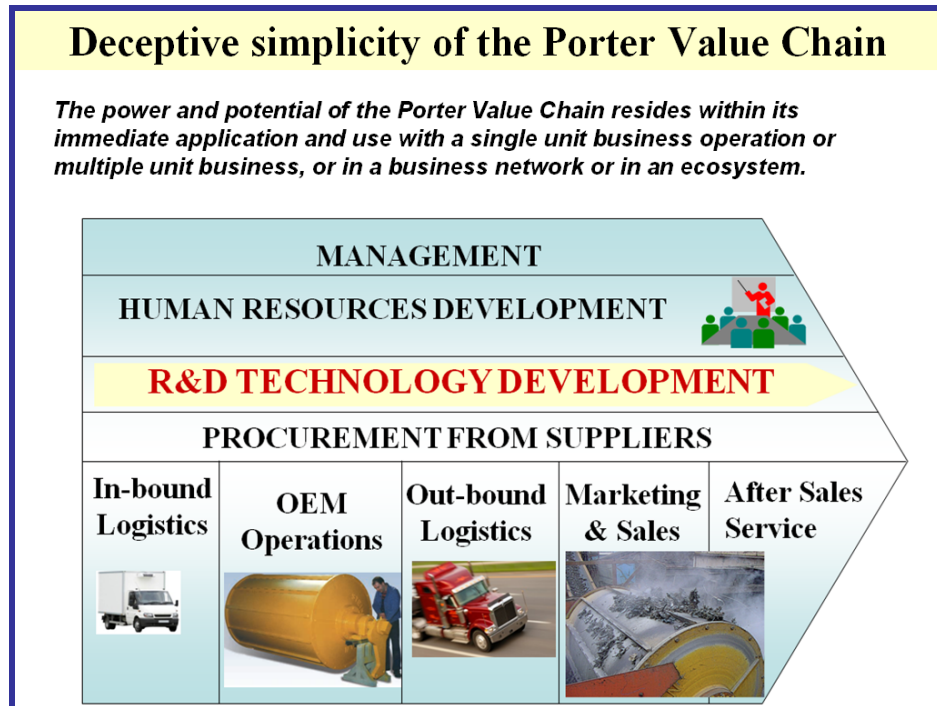 Deceptive simplicity of the Porter Value Chain
The power and potential of the Porter Value Chain resides within its
immediate application and use with a single unit business operation or
multiple unit business, or in a business network or in an ecosystem.
MANAGEMENT
HUMAN RESOURCES DEVELOPMENT
R&D TECHNOLOGY DEVELOPMENT
PROCUREMENT FROM SUPPLIERS
In-bound
Logistics
OEM
Operations
Out-bound
Logistics
Marketing
& Sales
After Sales
Service